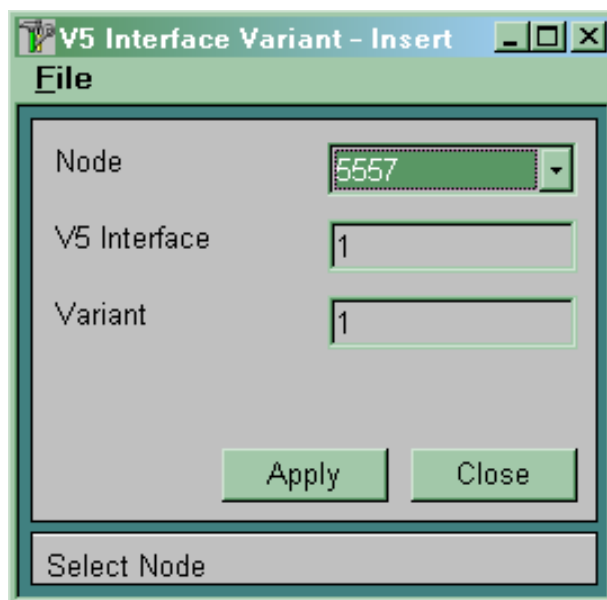 V5 Interface Variant - Insert
File
Node 5557
V5 Interface 1
Variant 1
Apply Close
Select Node